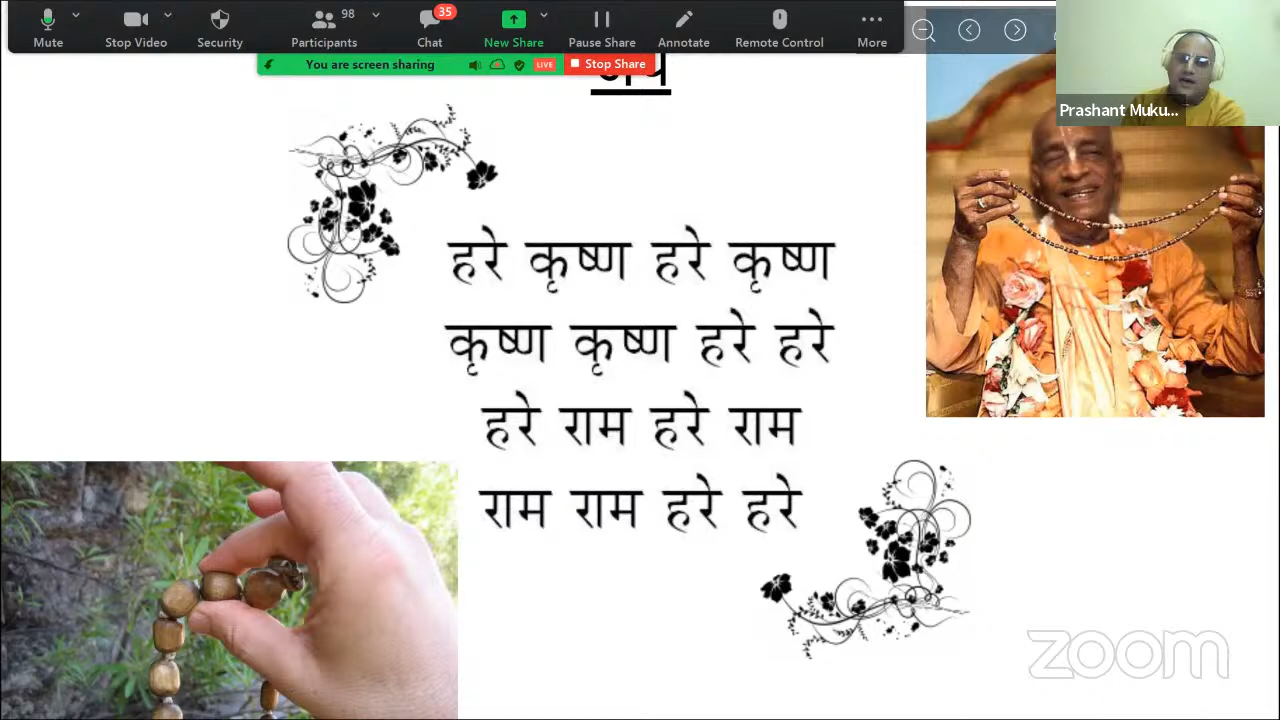 98
35
Mute
Stop Video
Security
Participants
Chat
New Share
Pause Share
Annotate
Remote Control
More
You are screen sharing
LIVE
Stop Share
Prashant Muku...
हरे कृष्ण हरे कृष्ण
कृष्ण कृष्ण हरे हरे
हरे राम हरे राम
राम राम हरे हरे
zoom